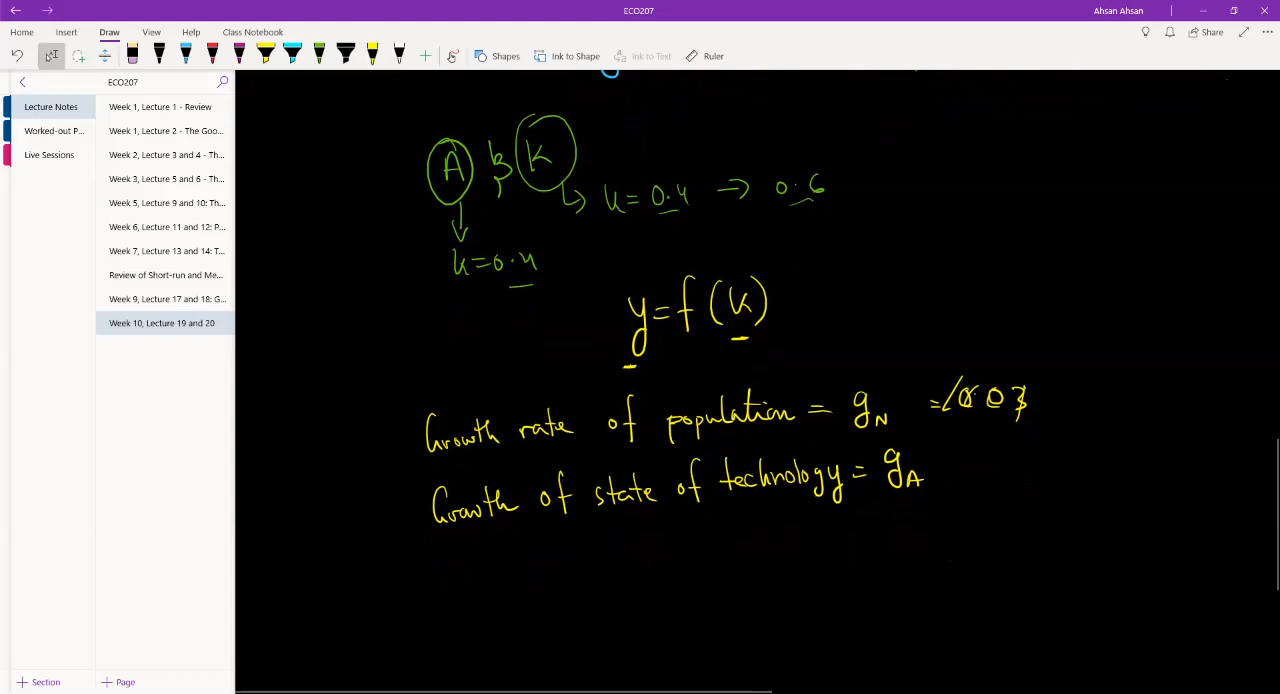 ECO207
Ahsan Ahsan
Home Insert Draw View Help Class Notebook
Share
Shapes Ink to Shape Ink to Text Ruler
ECO207
Lecture Notes
Worked-out P...
Live Sessions
Week 1, Lecture 1 - Review
Week 1, Lecture 2 - The Goo...
Week 2, Lecture 3 and 4 - Th...
Week 3, Lecture 5 and 6 - Th...
Week 5, Lecture 9 and 10: Th...
Week 6, Lecture 11 and 12: P...
Week 7, Lecture 13 and 14: T...
Review of Short-run and Me...
Week 9, Lecture 17 and 18: G...
Week 10, Lecture 19 and 20
A & K
k = 0.4 → 0.6
k = 0.4
y = f (k)
Growth rate of population = gN =
Growth of state of technology = gA
+ Section
+ Page